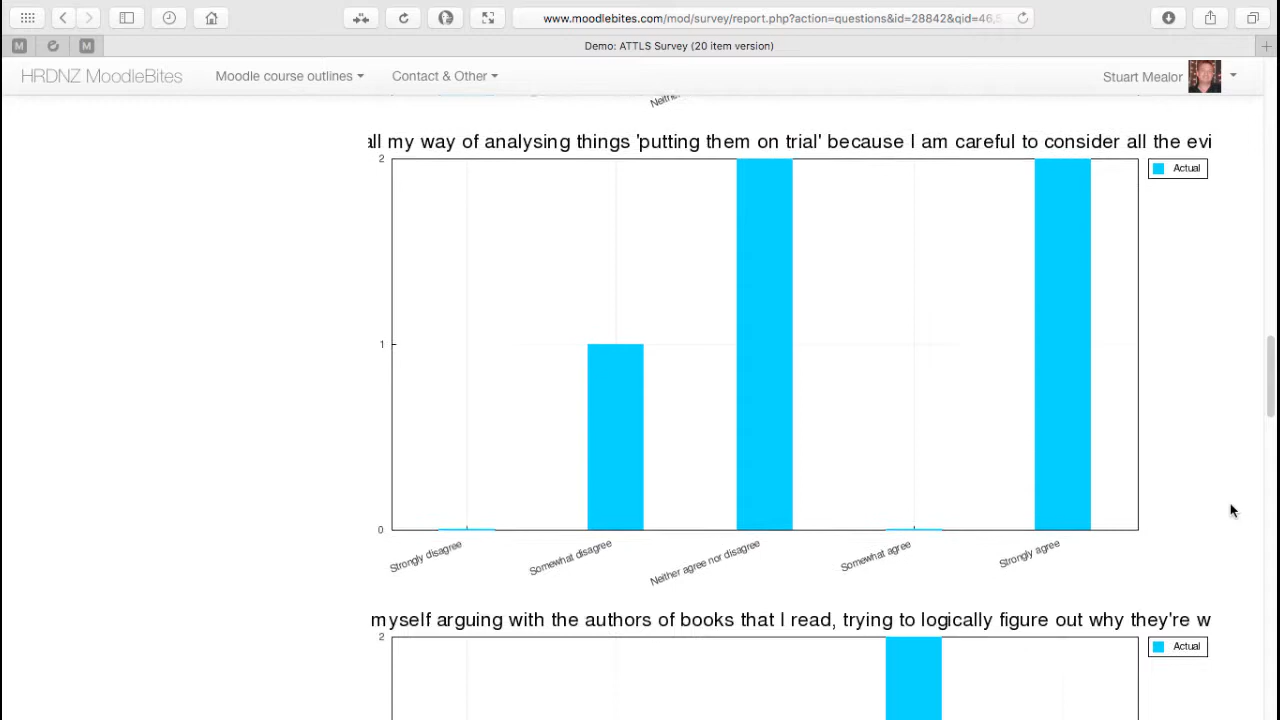 www.moodlebites.com/mod/survey/report.php?action=questions&id=28842&qid=46,5
M M Demo: ATTLS Survey (20 item version)
HRDNZ MoodleBites Moodle course outlines Contact & Other Stuart Mealor
all my way of analysing things 'putting them on trial' because I am careful to consider all the evi
2
Actual
1
0
Strongly disagree Somewhat disagree Neither agree nor disagree Somewhat agree Strongly agree
myself arguing with the authors of books that I read, trying to logically figure out why they're w
2
Actual